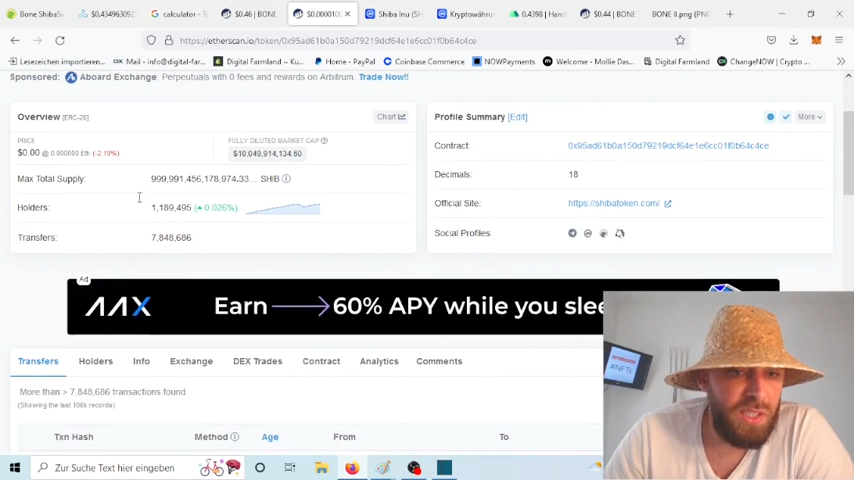 Bone ShibaS
$0.4349630925
calculator - 
$0.46 | BONE
$0.0000100
Shiba Inu (SH
Kryptowährun
0.4398 | Hand
$0.44 | BONE
BONE II.png (PN
https://etherscan.io/token/0x95ad61b0a150d79219dcf64e1e6cc01f0b64c4ce
Lesezeichen importieren...
Mail - info@digital-far...
Digital Farmland ~ Ku...
Home - PayPal
Coinbase Commerce
NOWPayments
Welcome - Mollie Das...
Digital Farmland
ChangeNOW | Crypto ...
Sponsored: Aboard Exchange Perpetuals with 0 fees and rewards on Arbitrum. Trade Now!!
Overview [ERC-20]
Chart
PRICE
$0.00 @ 0.000000 Eth (-2.19%)
FULLY DILUTED MARKET CAP
$10,049,914,134.60
Max Total Supply: 999,991,456,178,974.33... SHIB
Holders: 1,189,495 (0.026%)
Transfers: 7,848,686
Profile Summary [Edit]
More
Contract: 0x95ad61b0a150d79219dcf64e1e6cc01f0b64c4ce
Decimals: 18
Official Site: https://shibatoken.com/
Social Profiles:
Ad
AAX Earn 60% APY while you slee
#NFTs
Transfers Holders Info Exchange DEX Trades Contract Analytics Comments
More than > 7,848,686 transactions found
(Showing the last 100k records)
Txn Hash Method Age From To
Zur Suche Text hier eingeben